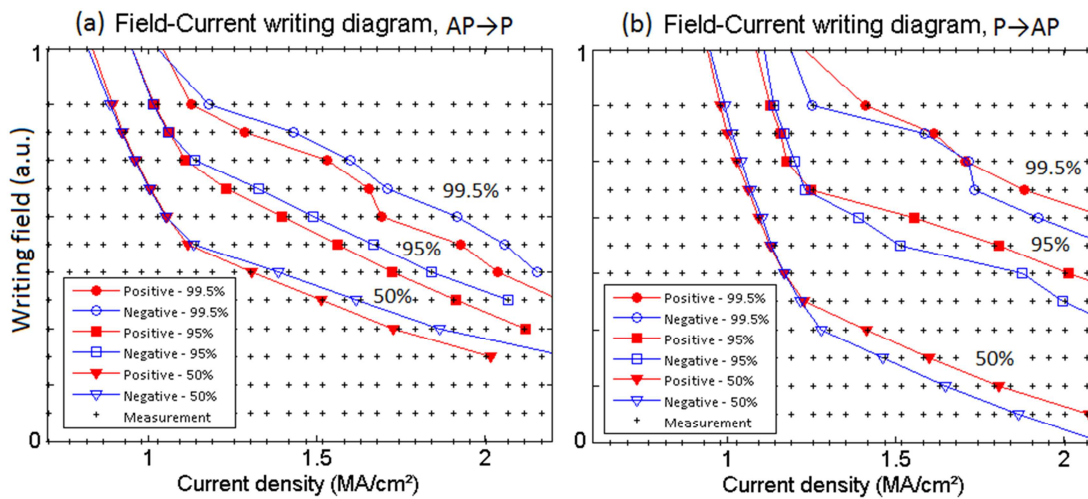 (a) Field-Current writing diagram, AP→P
1
Writing field (a.u.)
0
99.5%
95%
50%
Positive - 99.5%
Negative - 99.5%
Positive - 95%
Negative - 95%
Positive - 50%
Negative - 50%
Measurement
1
1.5
2
Current density (MA/cm²)
(b) Field-Current writing diagram, P→AP
1
0
99.5%
95%
50%
Positive - 99.5%
Negative - 99.5%
Positive - 95%
Negative - 95%
Positive - 50%
Negative - 50%
Measurement
1
1.5
2
Current density (MA/cm²)